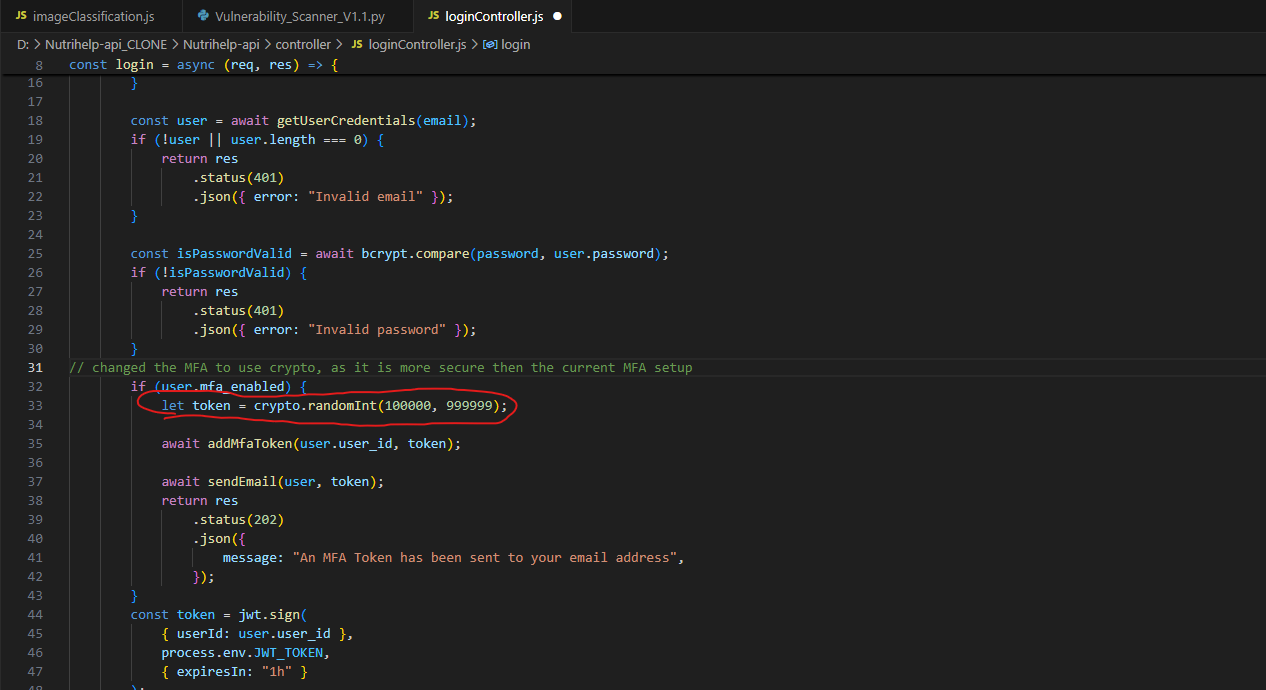 JS imageClassification.js Vulnerability_Scanner_V1.1.py JS loginController.js
D: > Nutrihelp-api_CLONE > Nutrihelp-api > controller > JS loginController.js > login
8 const login = async (req, res) => {
16 }
17
18 const user = await getUserCredentials(email);
19 if (!user || user.length === 0) {
20 return res
21 .status(401)
22 .json({ error: "Invalid email" });
23 }
24
25 const isPasswordValid = await bcrypt.compare(password, user.password);
26 if (!isPasswordValid) {
27 return res
28 .status(401)
29 .json({ error: "Invalid password" });
30 }
31 // changed the MFA to use crypto, as it is more secure then the current MFA setup
32 if (user.mfa_enabled) {
33 let token = crypto.randomInt(100000, 999999);
34
35 await addMfaToken(user.user_id, token);
36
37 await sendEmail(user, token);
38 return res
39 .status(202)
40 .json({
41 message: "An MFA Token has been sent to your email address",
42 });
43 }
44 const token = jwt.sign(
45 { userId: user.user_id },
46 process.env.JWT_TOKEN,
47 { expiresIn: "1h" }
48 );